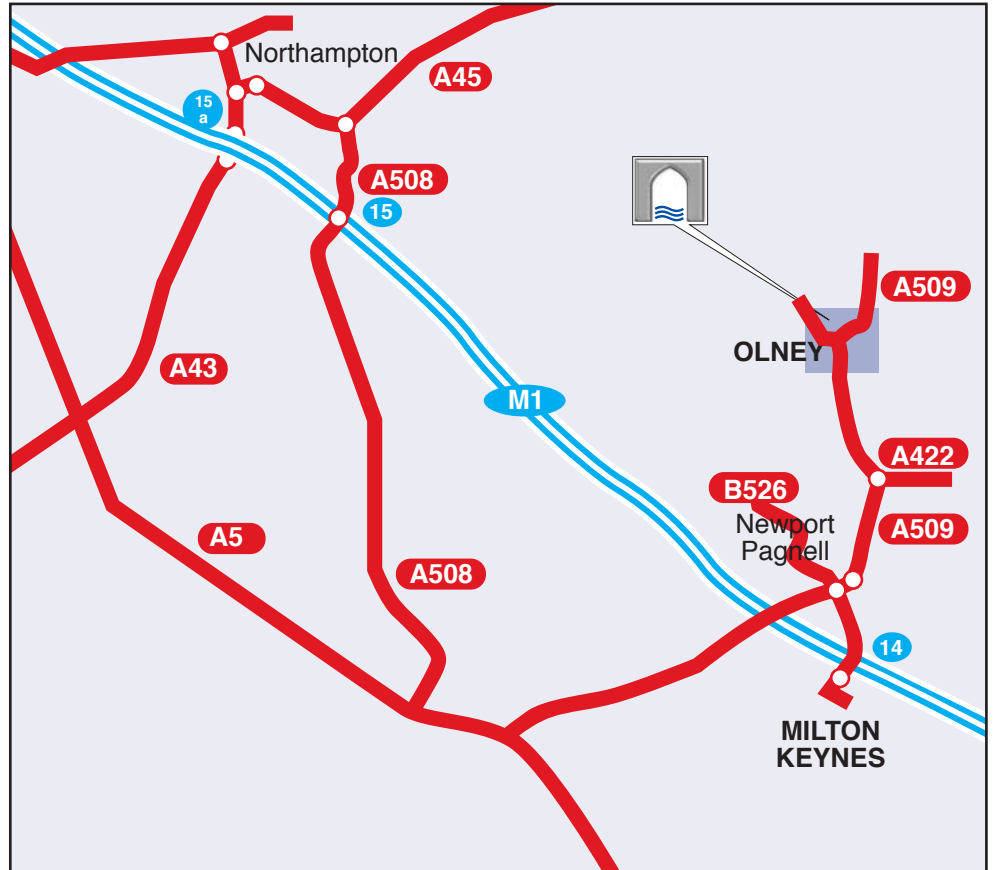 Northampton
A45
15
a
A508
15
A509
OLNEY
A43
M1
A422
B526
A509
Newport
Pagnell
A5
A508
14
MILTON
KEYNES